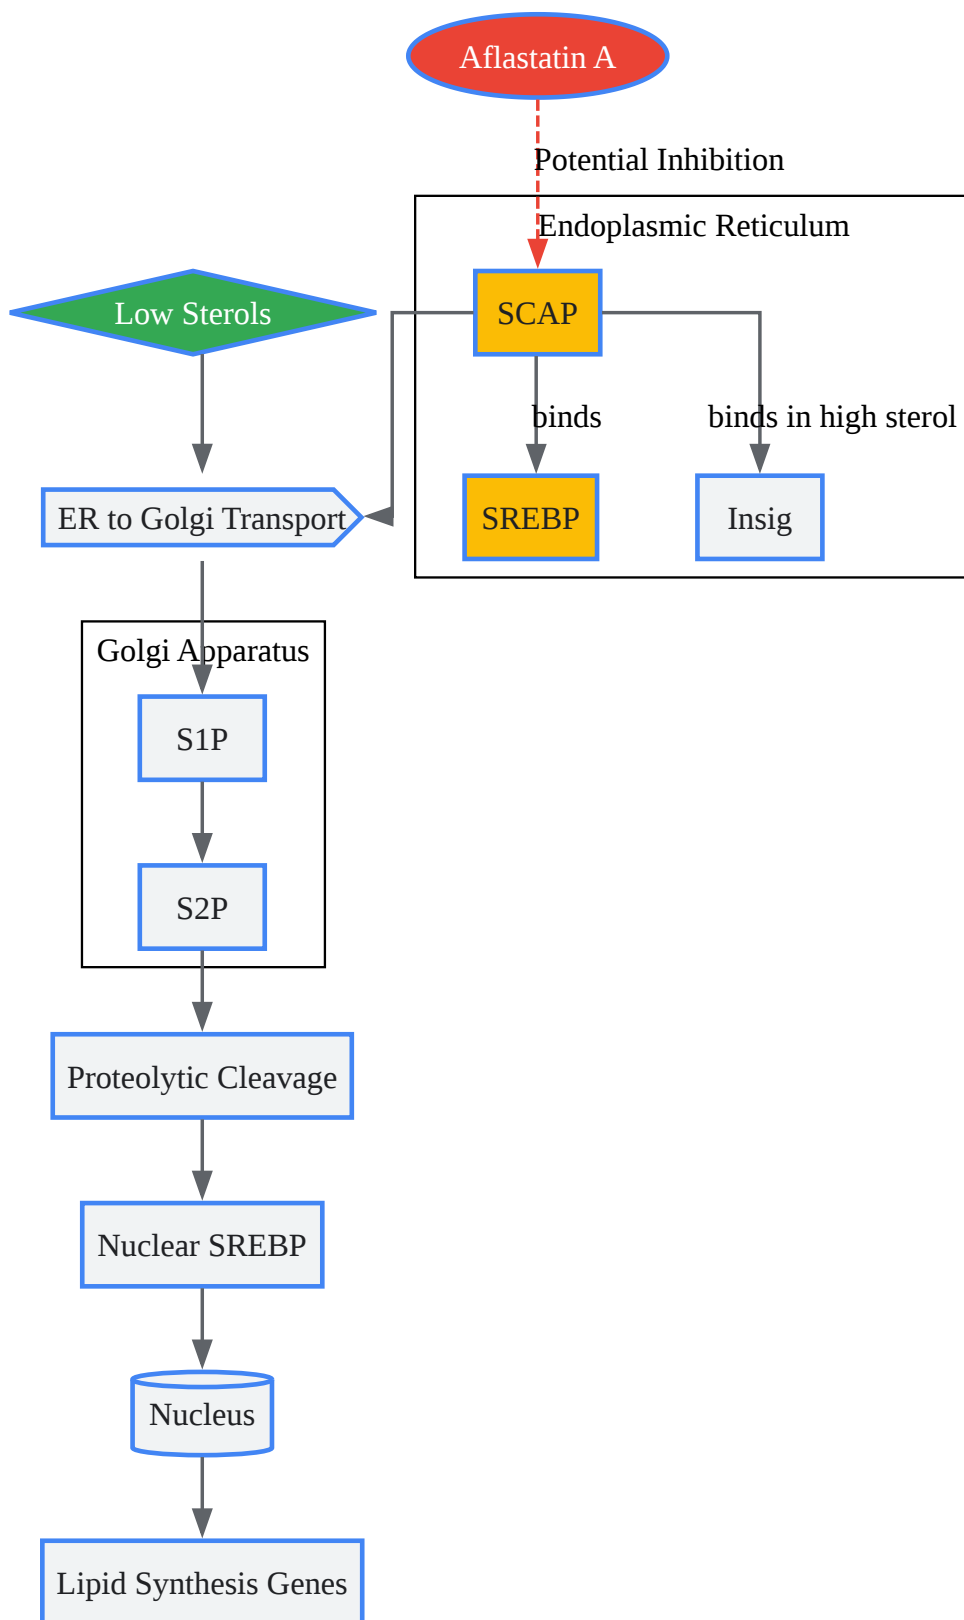 Aflastatin A
Potential Inhibition
Endoplasmic Reticulum
Low Sterols
SCAP
binds
binds in high sterol
ER to Golgi Transport
SREBP
Insig
Golgi Apparatus
S1P
S2P
Proteolytic Cleavage
Nuclear SREBP
Nucleus
Lipid Synthesis Genes